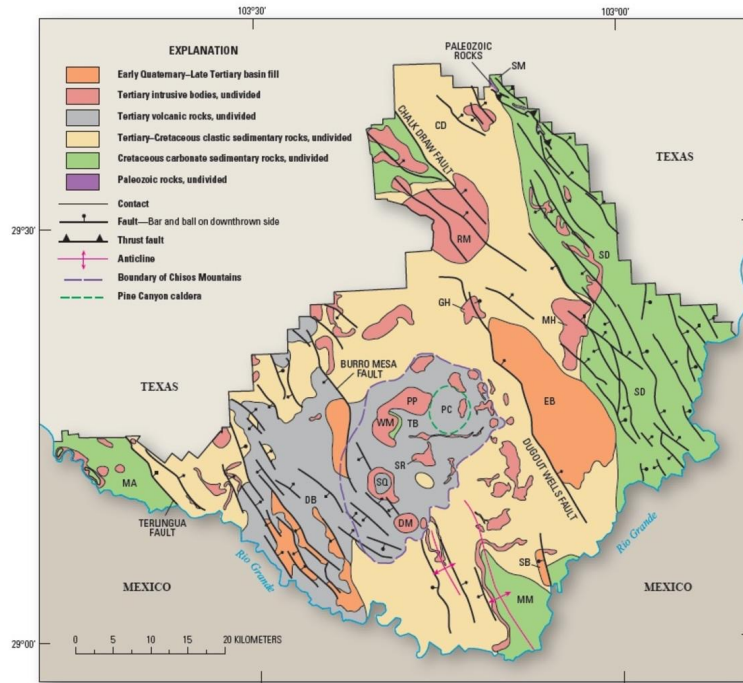 103°30'
103°00'
EXPLANATION
Early Quaternary–Late Tertiary basin fill
Tertiary intrusive bodies, undivided
Tertiary volcanic rocks, undivided
Tertiary–Cretaceous clastic sedimentary rocks, undivided
Cretaceous carbonate sedimentary rocks, undivided
Paleozoic rocks, undivided
Contact
Fault—Bar and ball on downthrown side
Thrust fault
Anticline
Boundary of Chisos Mountains
Pine Canyon caldera
PALEOZOIC
ROCKS
SM
CD
CHALK DRAW FAULT
TEXAS
29°30'
RM
SD
GH
MH
BURRO MESA
FAULT
TEXAS
PP
PC
EB
SD
WM
TB
SR
DUGOUT WELLS FAULT
MA
SQ
DB
TERLINGUA
FAULT
DM
Rio Grande
Rio Grande
SB
MEXICO
MM
MEXICO
29°00'
0 5 10 15 20 KILOMETERS